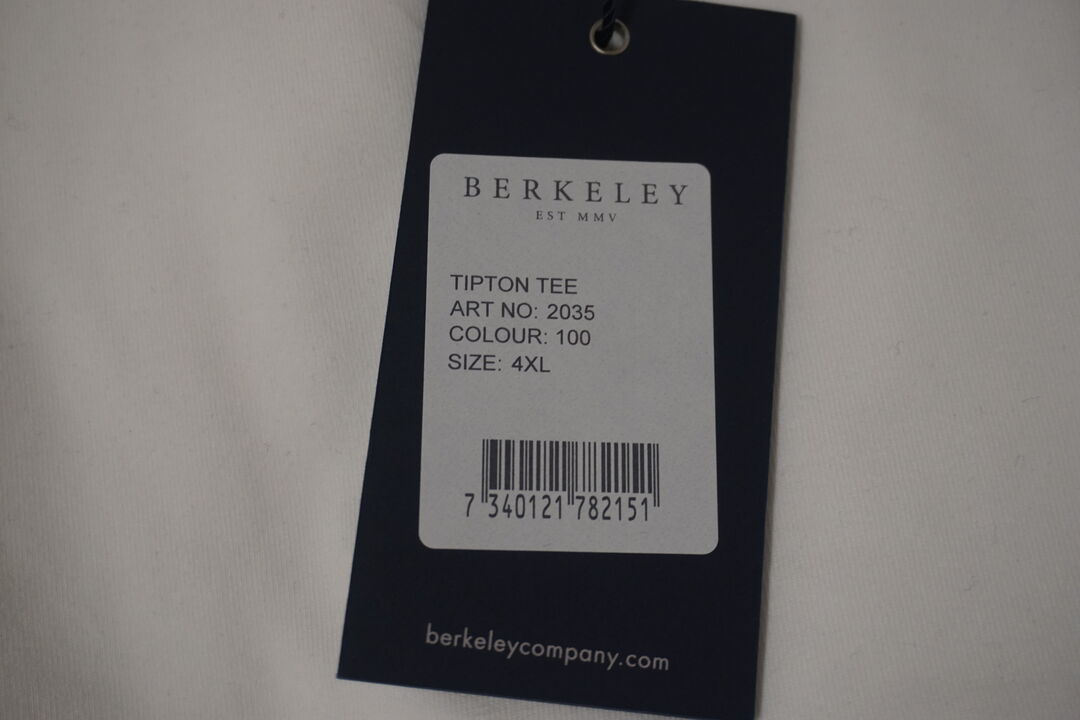 BERKELEY
EST MMV
TIPTON TEE
ART NO: 2035
COLOUR: 100
SIZE: 4XL
7 340121 782151
berkeleycompany.com